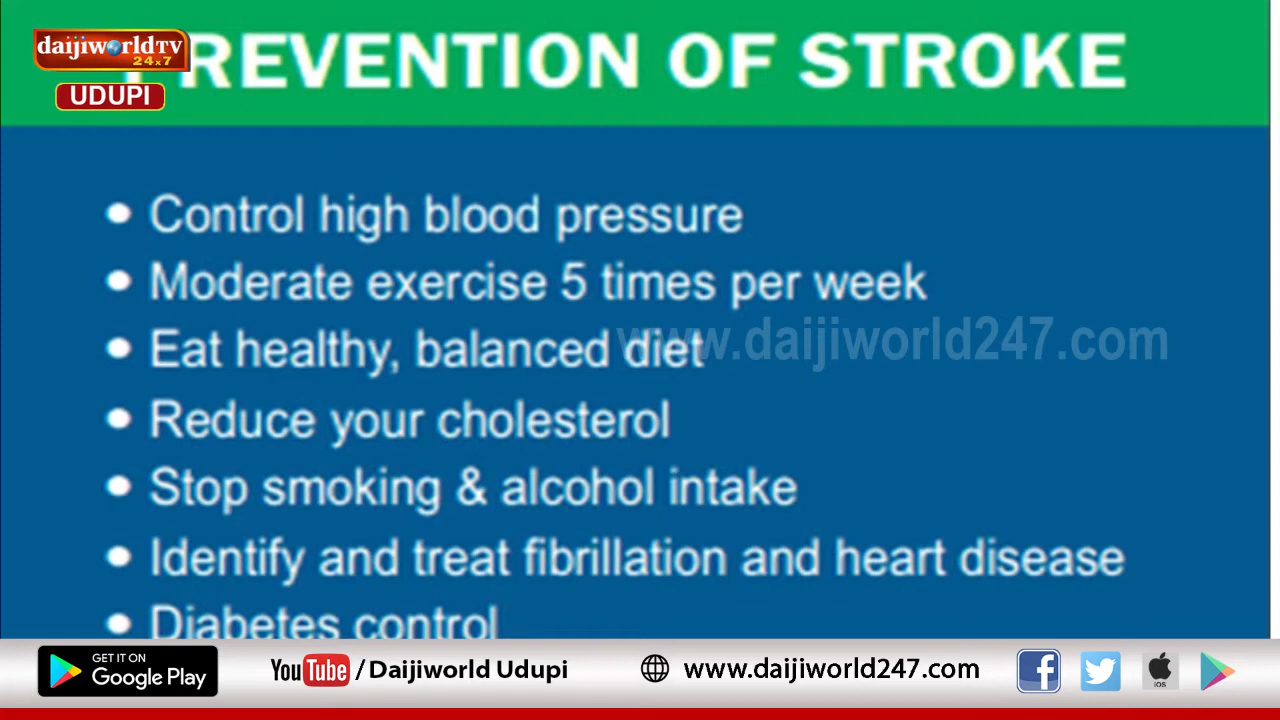 daijiworldTV
24x7
UDUPI
PREVENTION OF STROKE
• Control high blood pressure
• Moderate exercise 5 times per week
• Eat healthy, balanced diet
www.daijiworld247.com
• Reduce your cholesterol
• Stop smoking & alcohol intake
• Identify and treat fibrillation and heart disease
• Diabetes control
GET IT ON
Google Play
YouTube / Daijiworld Udupi
www.daijiworld247.com
f
iOS